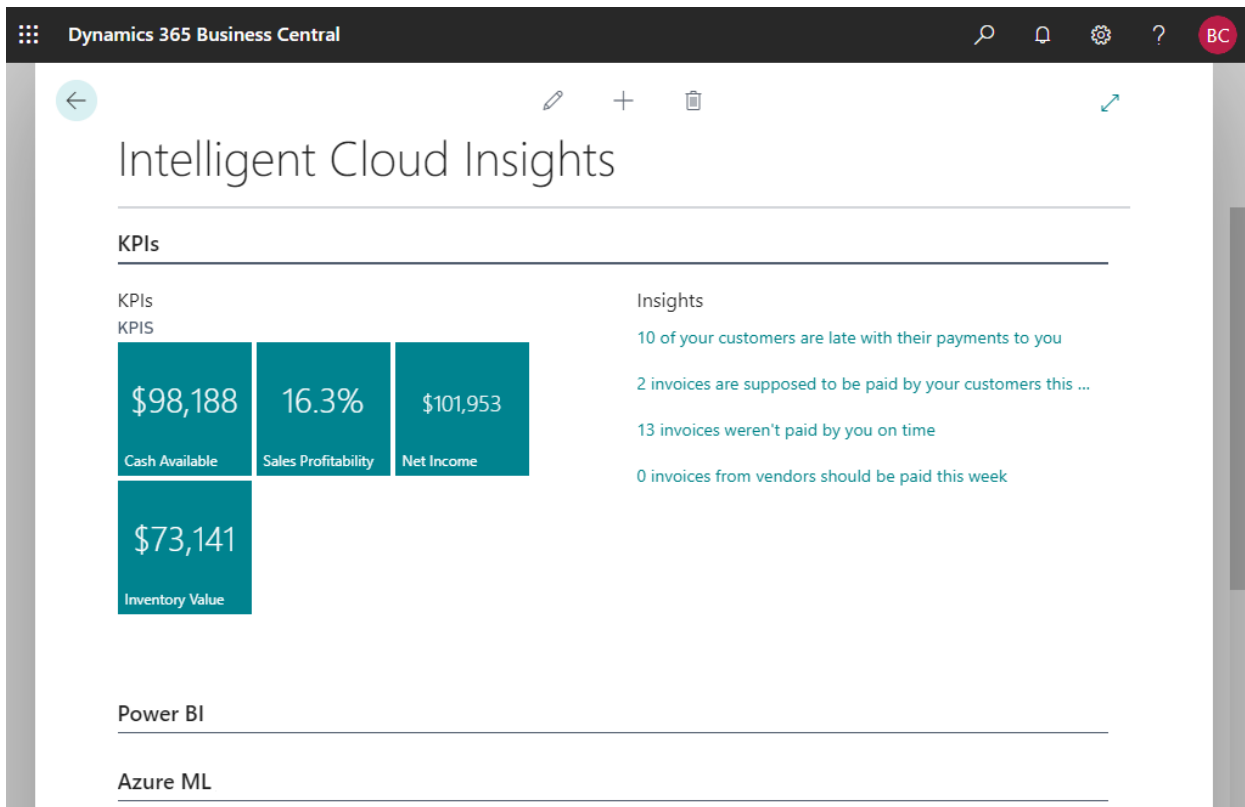 Dynamics 365 Business Central
BC
Intelligent Cloud Insights
KPIs
KPIs
KPIS
$98,188
Cash Available
16.3%
Sales Profitability
$101,953
Net Income
$73,141
Inventory Value
Insights
10 of your customers are late with their payments to you
2 invoices are supposed to be paid by your customers this ...
13 invoices weren't paid by you on time
0 invoices from vendors should be paid this week
Power BI
Azure ML